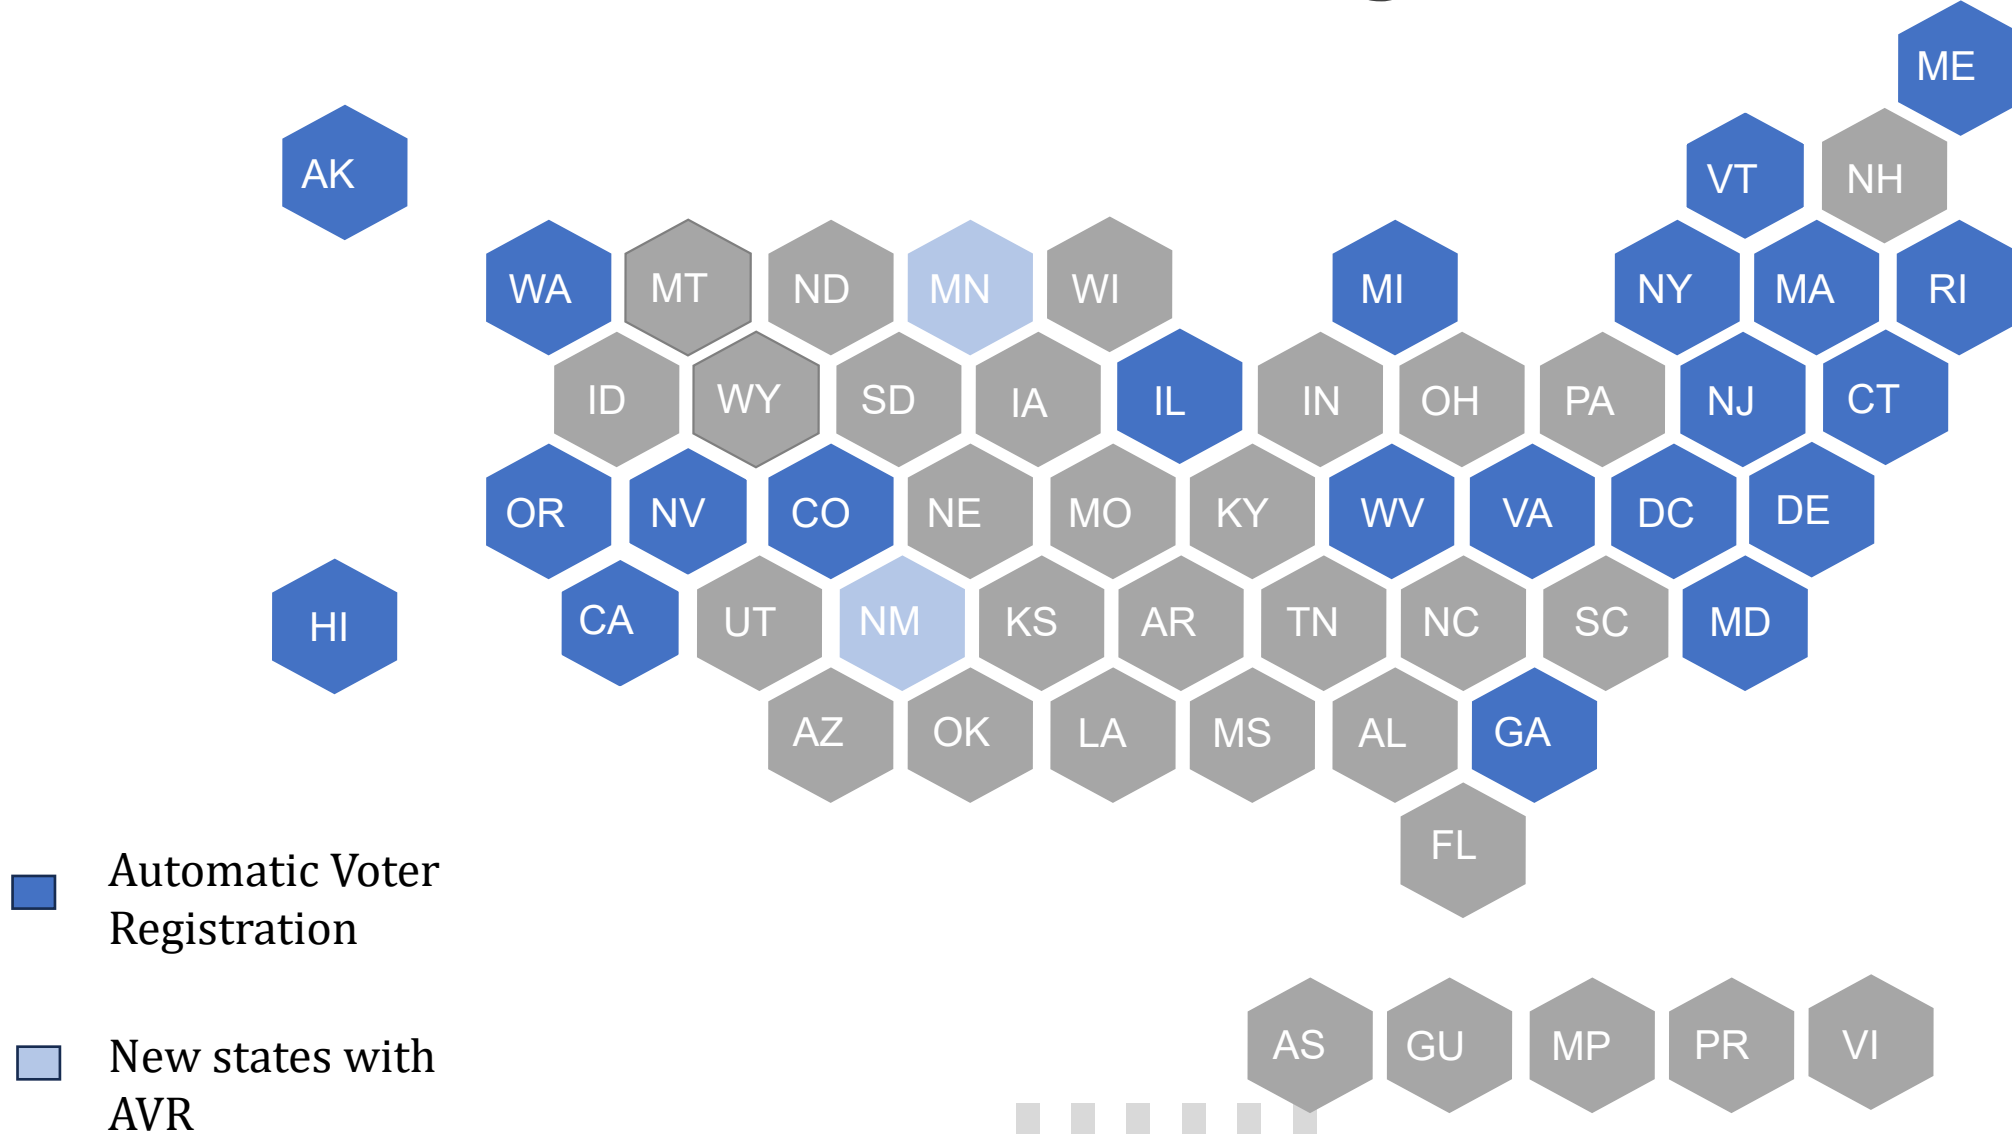 ME
AK
VT
NH
WA
MT
ND
MN
WI
MI
NY
MA
RI
ID
WY
SD
IA
IL
IN
OH
PA
NJ
CT
OR
NV
CO
NE
MO
KY
WV
VA
DC
DE
HI
CA
UT
NM
KS
AR
TN
NC
SC
MD
AZ
OK
LA
MS
AL
GA
FL
Automatic Voter
Registration
New states with
AVR
AS
GU
MP
PR
VI